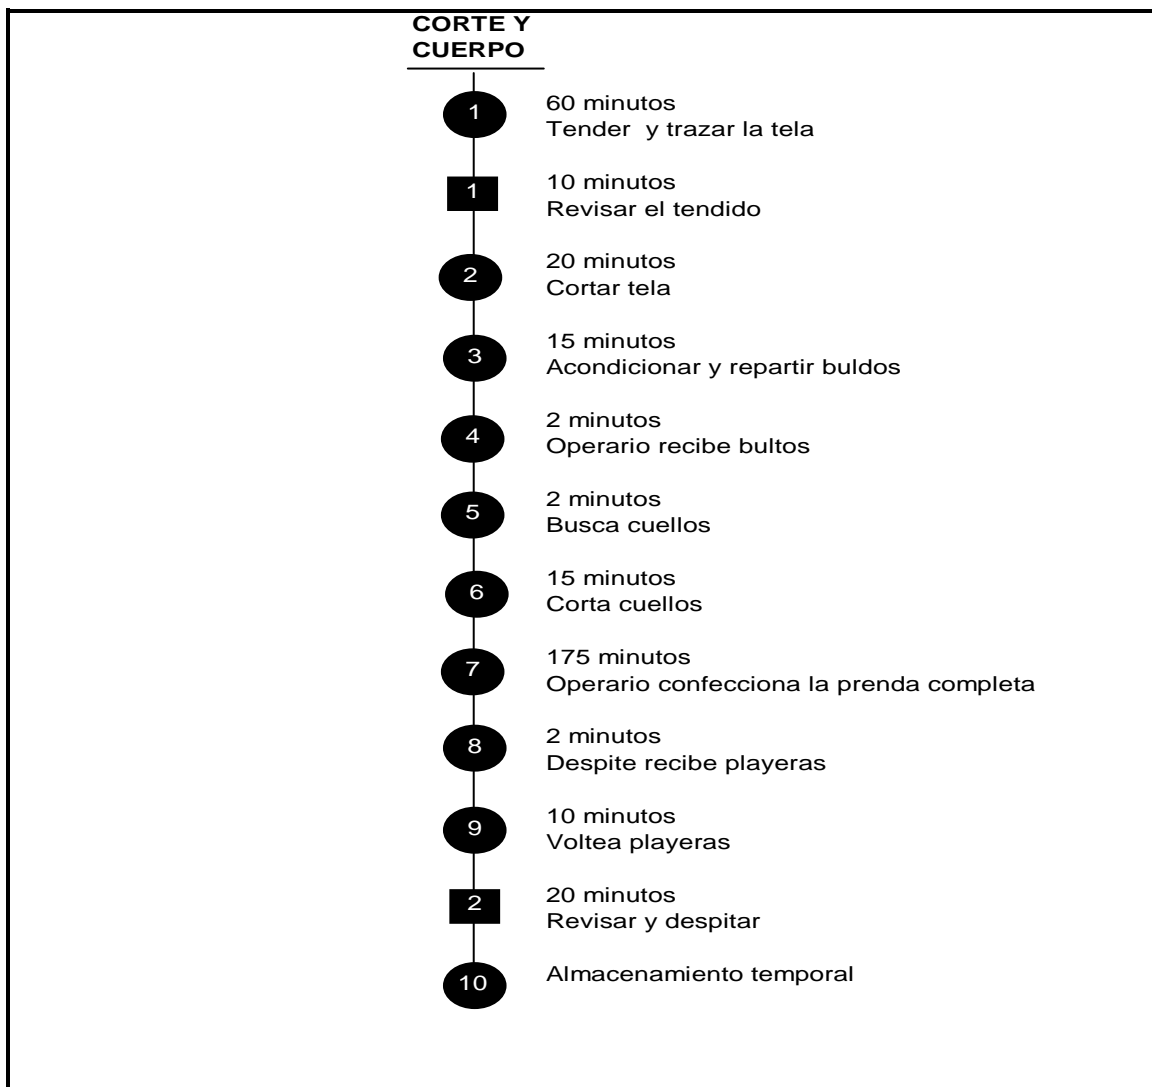 CORTE Y
CUERPO
1
60 minutos
Tender y trazar la tela
1
10 minutos
Revisar el tendido
2
20 minutos
Cortar tela
3
15 minutos
Acondicionar y repartir buldos
4
2 minutos
Operario recibe bultos
5
2 minutos
Busca cuellos
6
15 minutos
Corta cuellos
7
175 minutos
Operario confecciona la prenda completa
8
2 minutos
Despite recibe playeras
9
10 minutos
Voltea playeras
2
20 minutos
Revisar y despitar
10
Almacenamiento temporal